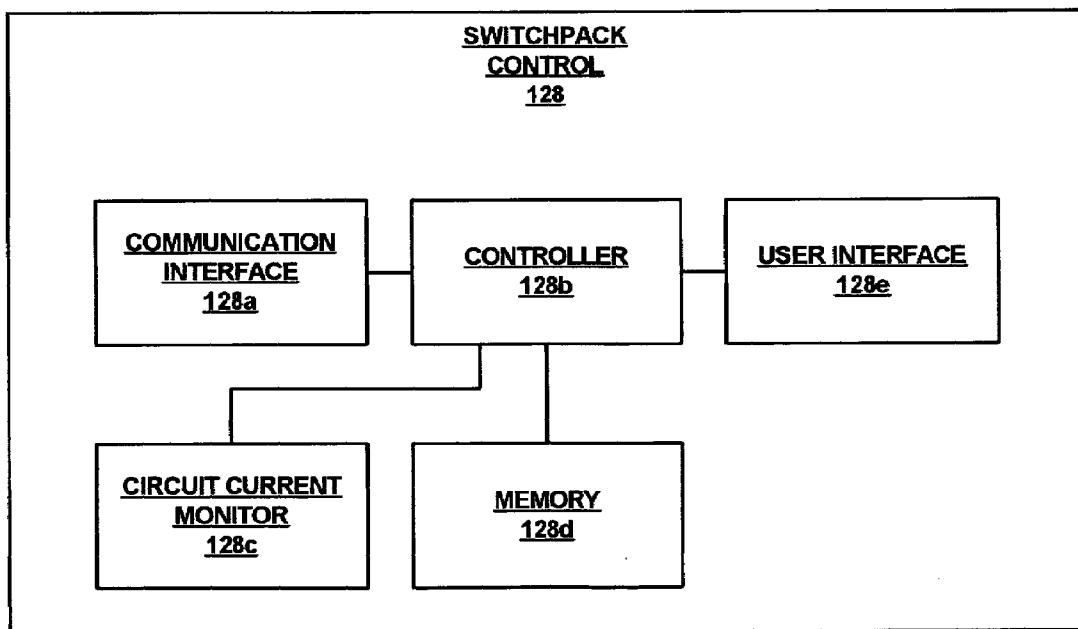 SWITCHPACK
CONTROL
128
COMMUNICATION
INTERFACE
128a
CONTROLLER
128b
USER INTERFACE
128e
CIRCUIT CURRENT
MONITOR
128c
MEMORY
128d